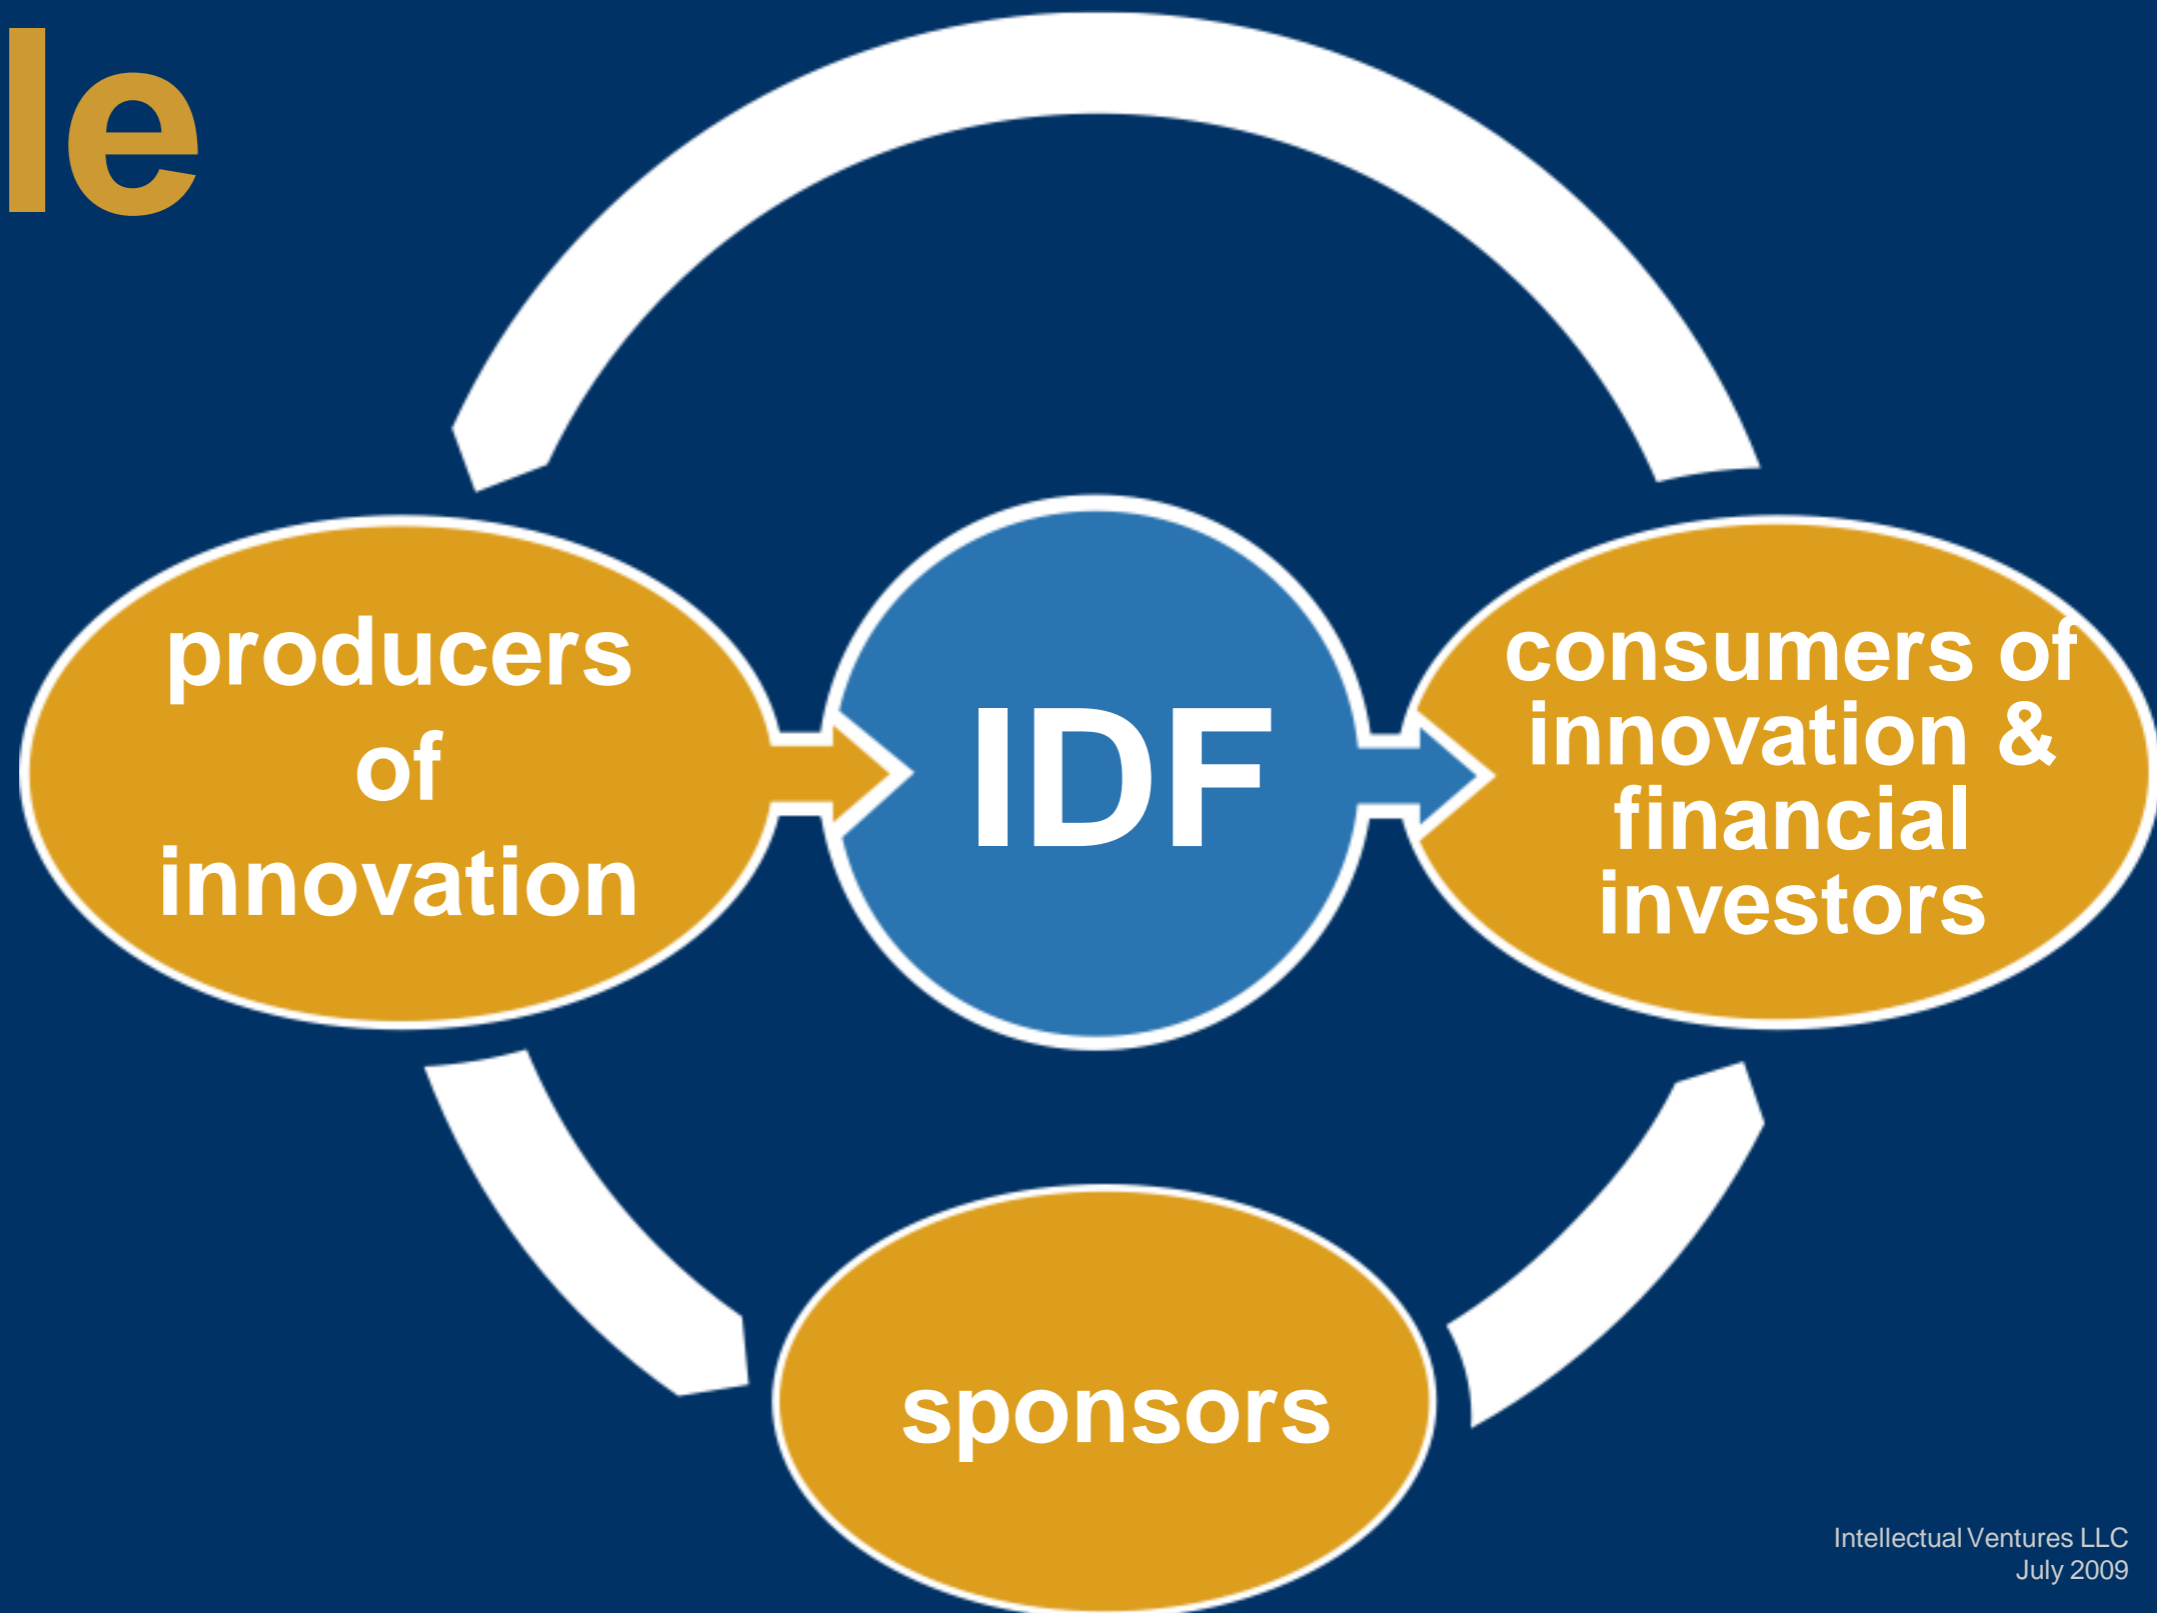 le
producers
of
innovation
IDF
consumers of
innovation &
financial
investors
sponsors
Intellectual Ventures LLC
July 2009